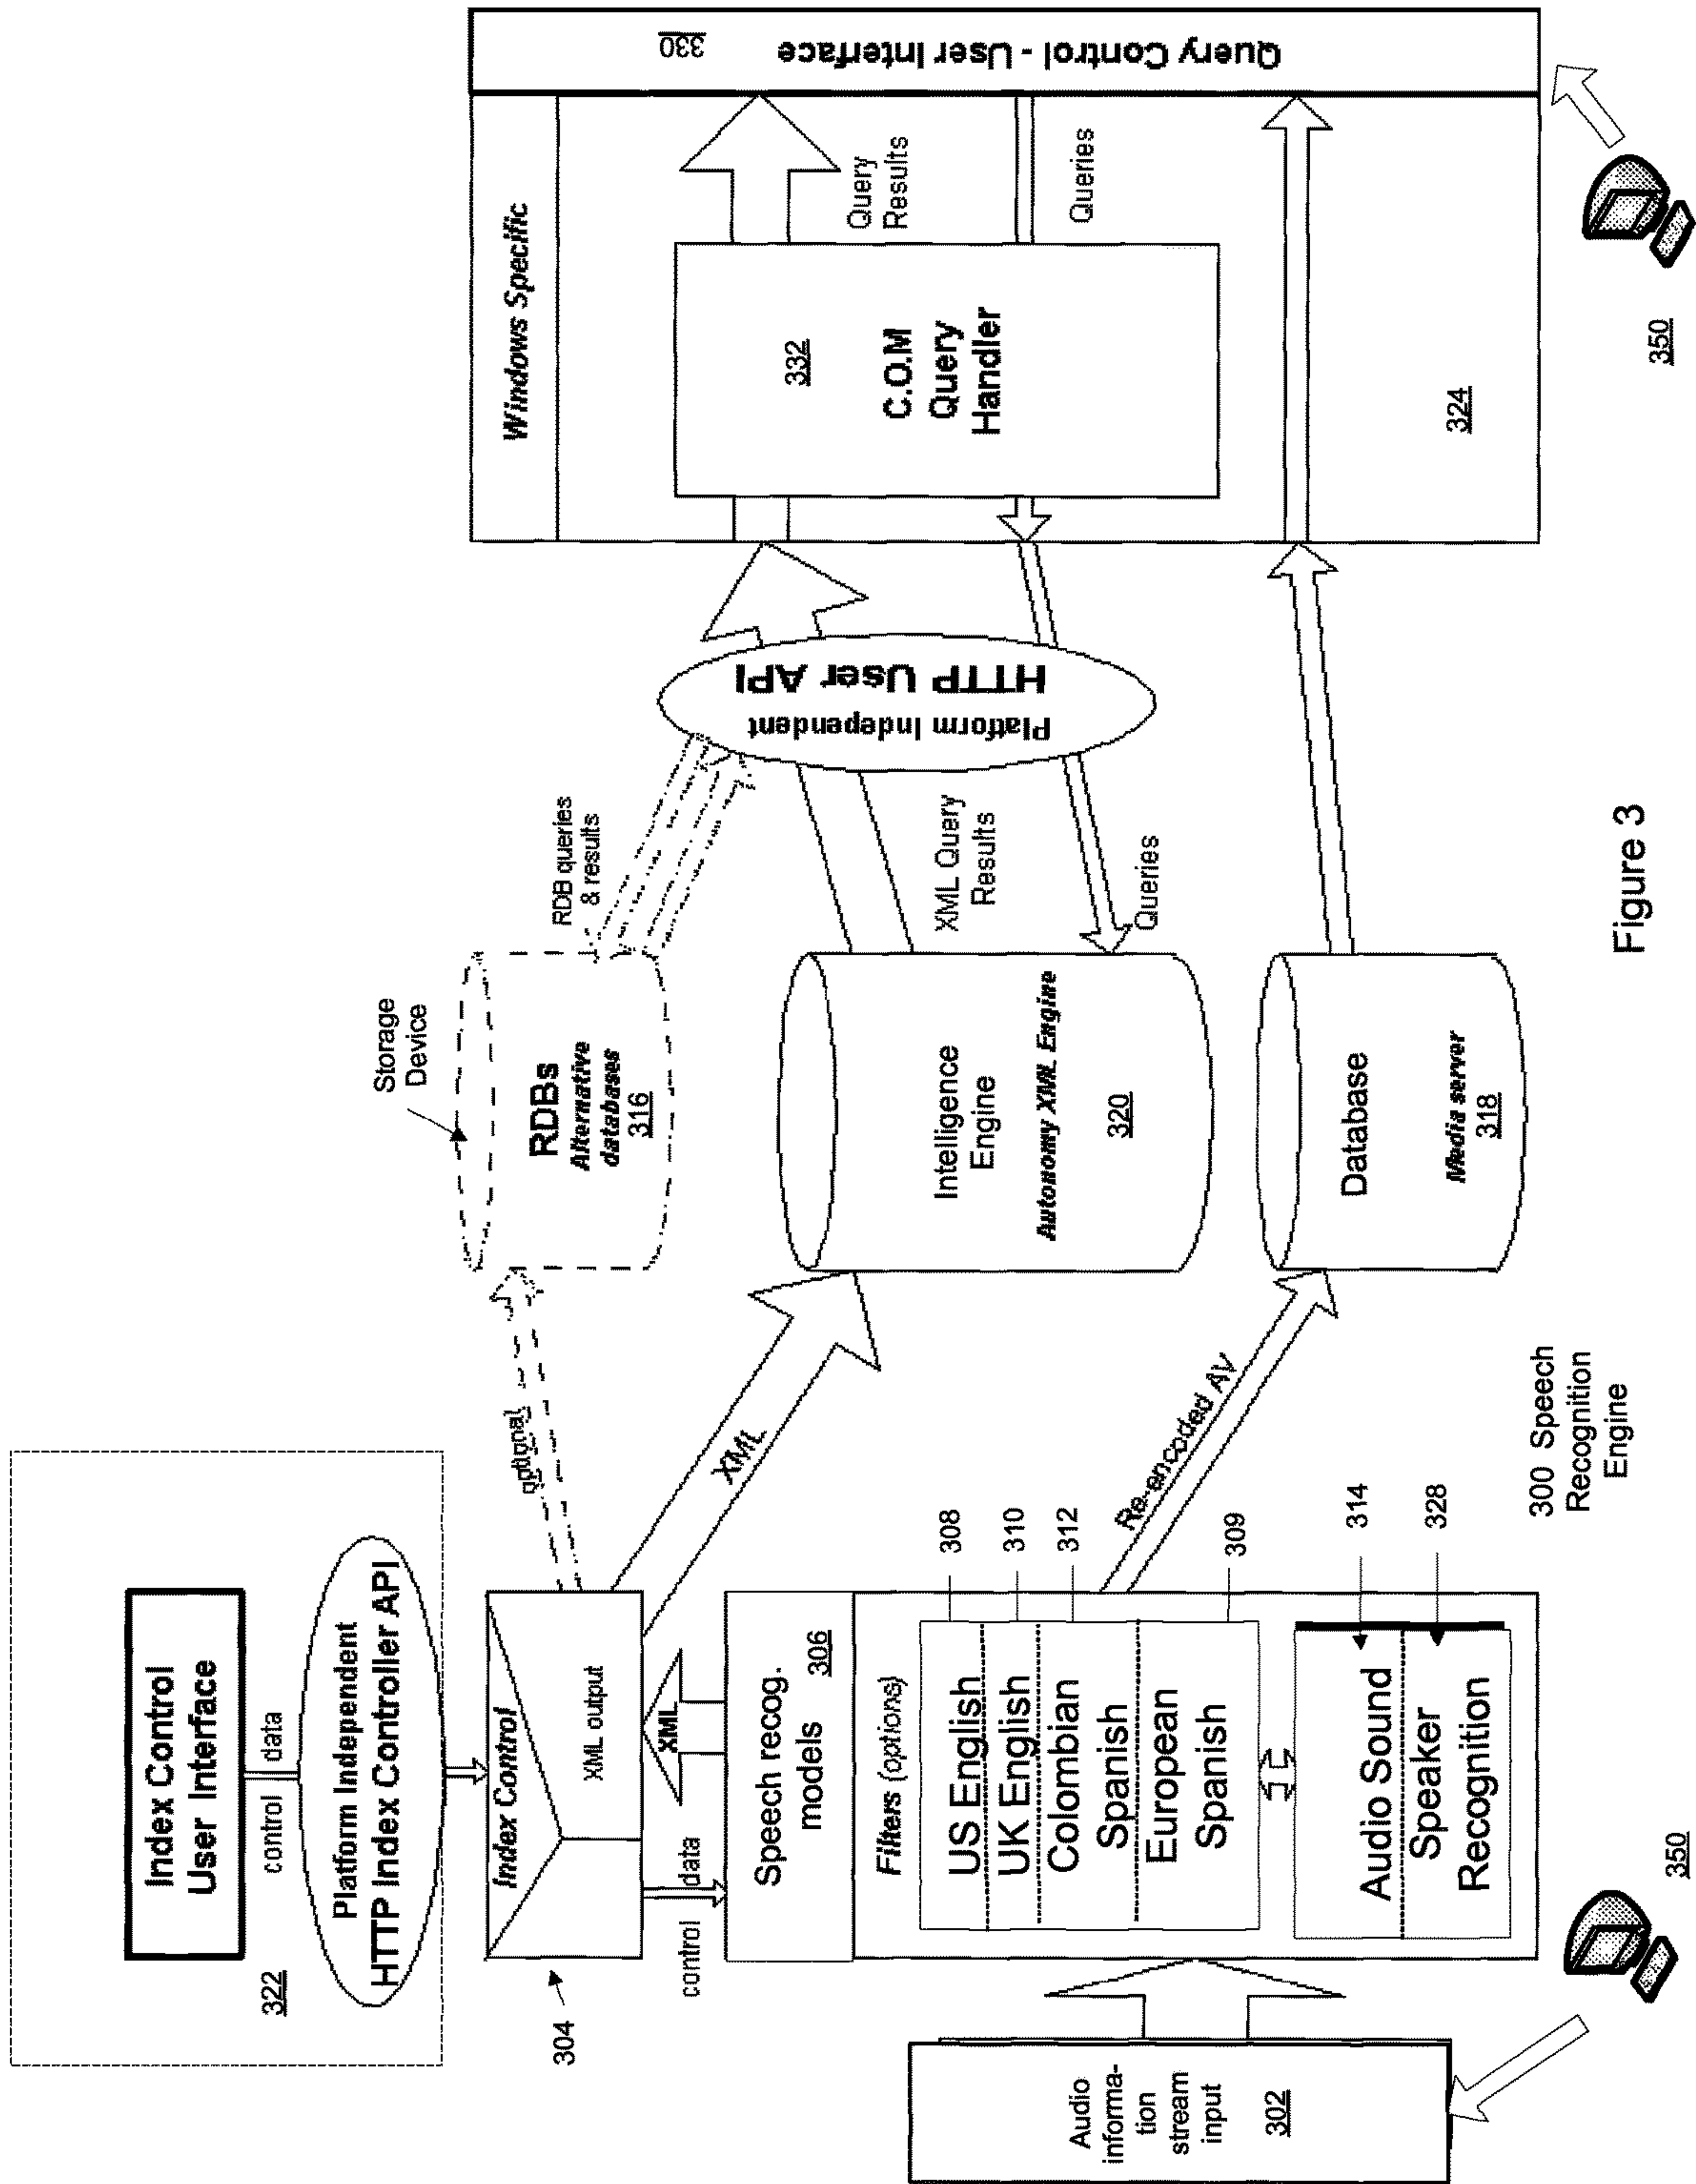 Index Control
User Interface
control data
322
Platform Independent
HTTP Index Controller API
304
Index Control
XML output
control data
XML
Speech recog.
models
306
Filters (options)
US English
UK English
Colombian
Spanish
European
Spanish
308
310
312
309
Audio Sound
Speaker
Recognition
314
328
300 Speech
Recognition
Engine
Audio
informa-
tion
stream
input
302
350
optional
XML
Re-encoded AV
Storage
Device
RDBs
Alternative
databases
316
Intelligence
Engine
Autonomy XML Engine
320
Database
Media server
318
RDB queries
& results
XML Query
Results
Queries
Platform Independent
HTTP User API
Windows Specific
332
C.O.M
Query
Handler
Query
Results
Queries
324
Query Control - User Interface
330
350
Figure 3